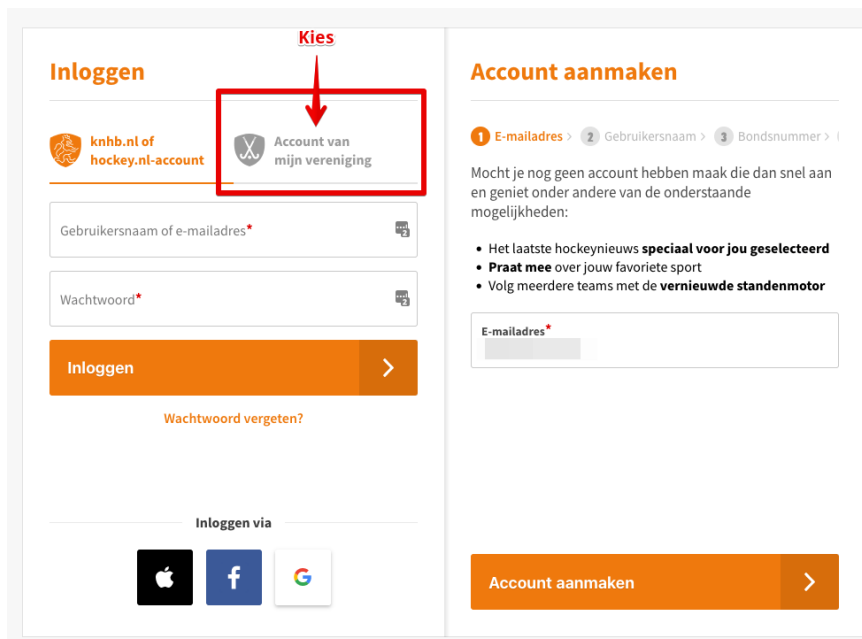 Kies
Inloggen
knhb.nl of
hockey.nl-account
Account van
mijn vereniging
Gebruikersnaam of e-mailadres*
Wachtwoord*
Inloggen
Wachtwoord vergeten?
Inloggen via
Account aanmaken
1 E-mailadres > 2 Gebruikersnaam > 3 Bondsnummer >
Mocht je nog geen account hebben maak die dan snel aan
en geniet onder andere van de onderstaande
mogelijkheden:
• Het laatste hockeynieuws speciaal voor jou geselecteerd
• Praat mee over jouw favoriete sport
• Volg meerdere teams met de vernieuwde standenmotor
E-mailadres*
Account aanmaken